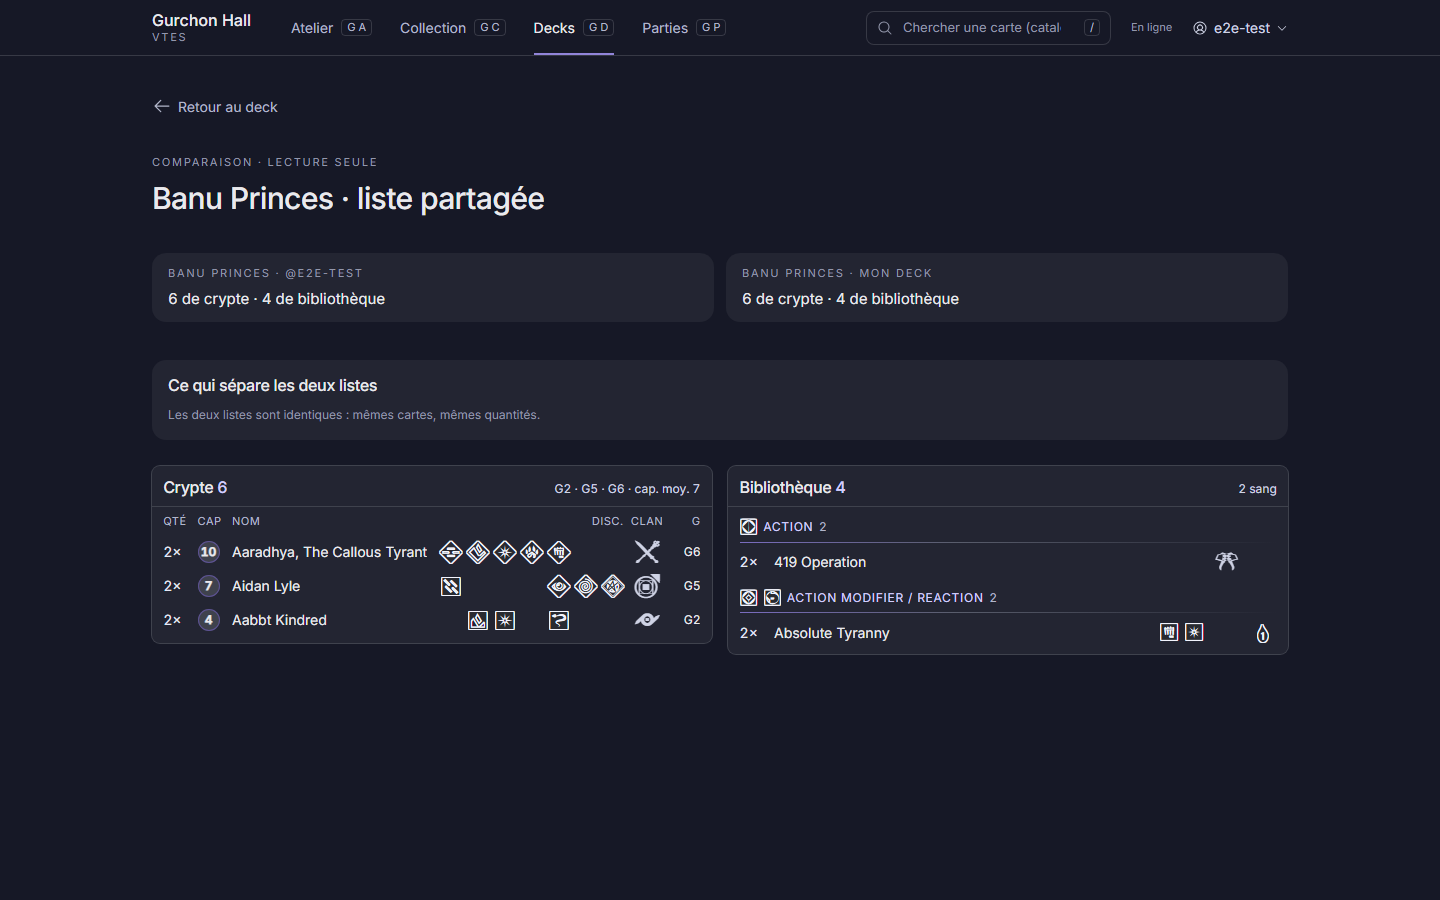 Gurchon Hall
VTES
Atelier G A Collection G C Decks G D Parties G P
Chercher une carte (catal /
En ligne
e2e-test
Retour au deck
COMPARAISON · LECTURE SEULE
Banu Princes · liste partagée
BANU PRINCES · @E2E-TEST
6 de crypte · 4 de bibliothèque
BANU PRINCES · MON DECK
6 de crypte · 4 de bibliothèque
Ce qui sépare les deux listes
Les deux listes sont identiques : mêmes cartes, mêmes quantités.
Crypte 6 G2 · G5 · G6 · cap. moy. 7
QTÉ CAP NOM DISC. CLAN G
2× 10 Aaradhya, The Callous Tyrant G6
2× 7 Aidan Lyle G5
2× 4 Aabbt Kindred G2
Bibliothèque 4 2 sang
ACTION 2
2× 419 Operation
ACTION MODIFIER / REACTION 2
2× Absolute Tyranny 1